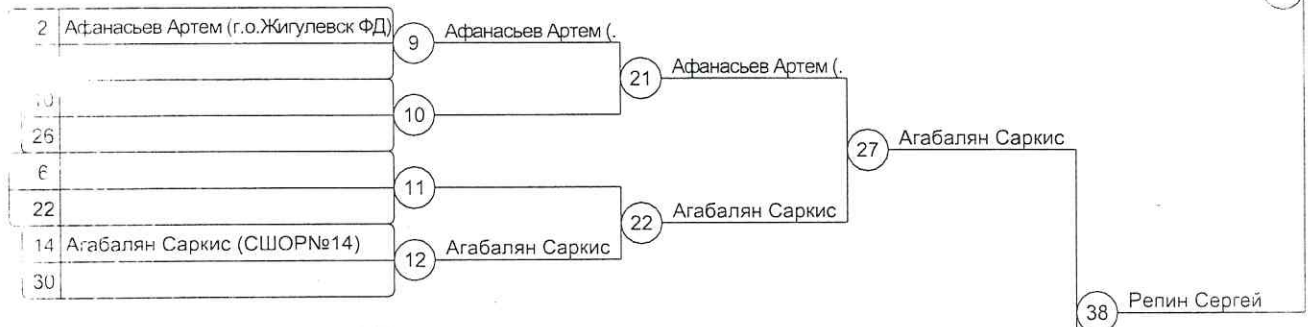 2 Афанасьев Артем (г.о.Жигулевск ФД) 9 Афанасьев Артем (.
21 Афанасьев Артем (.
10
26
27 Агабалян Саркис
6 11
22
22 Агабалян Саркис
14 Агабалян Саркис (СШОР№14) 12 Агабалян Саркис
30
38 Репин Сергей